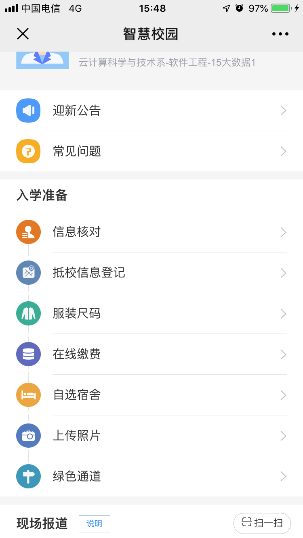 中国电信 4G 15:48 97%
智慧校园
云计算科学与技术系-软件工程-15大数据1
迎新公告
常见问题
入学准备
信息核对
抵校信息登记
服装尺码
在线缴费
自选宿舍
上传照片
绿色通道
现场报道 说明 扫一扫